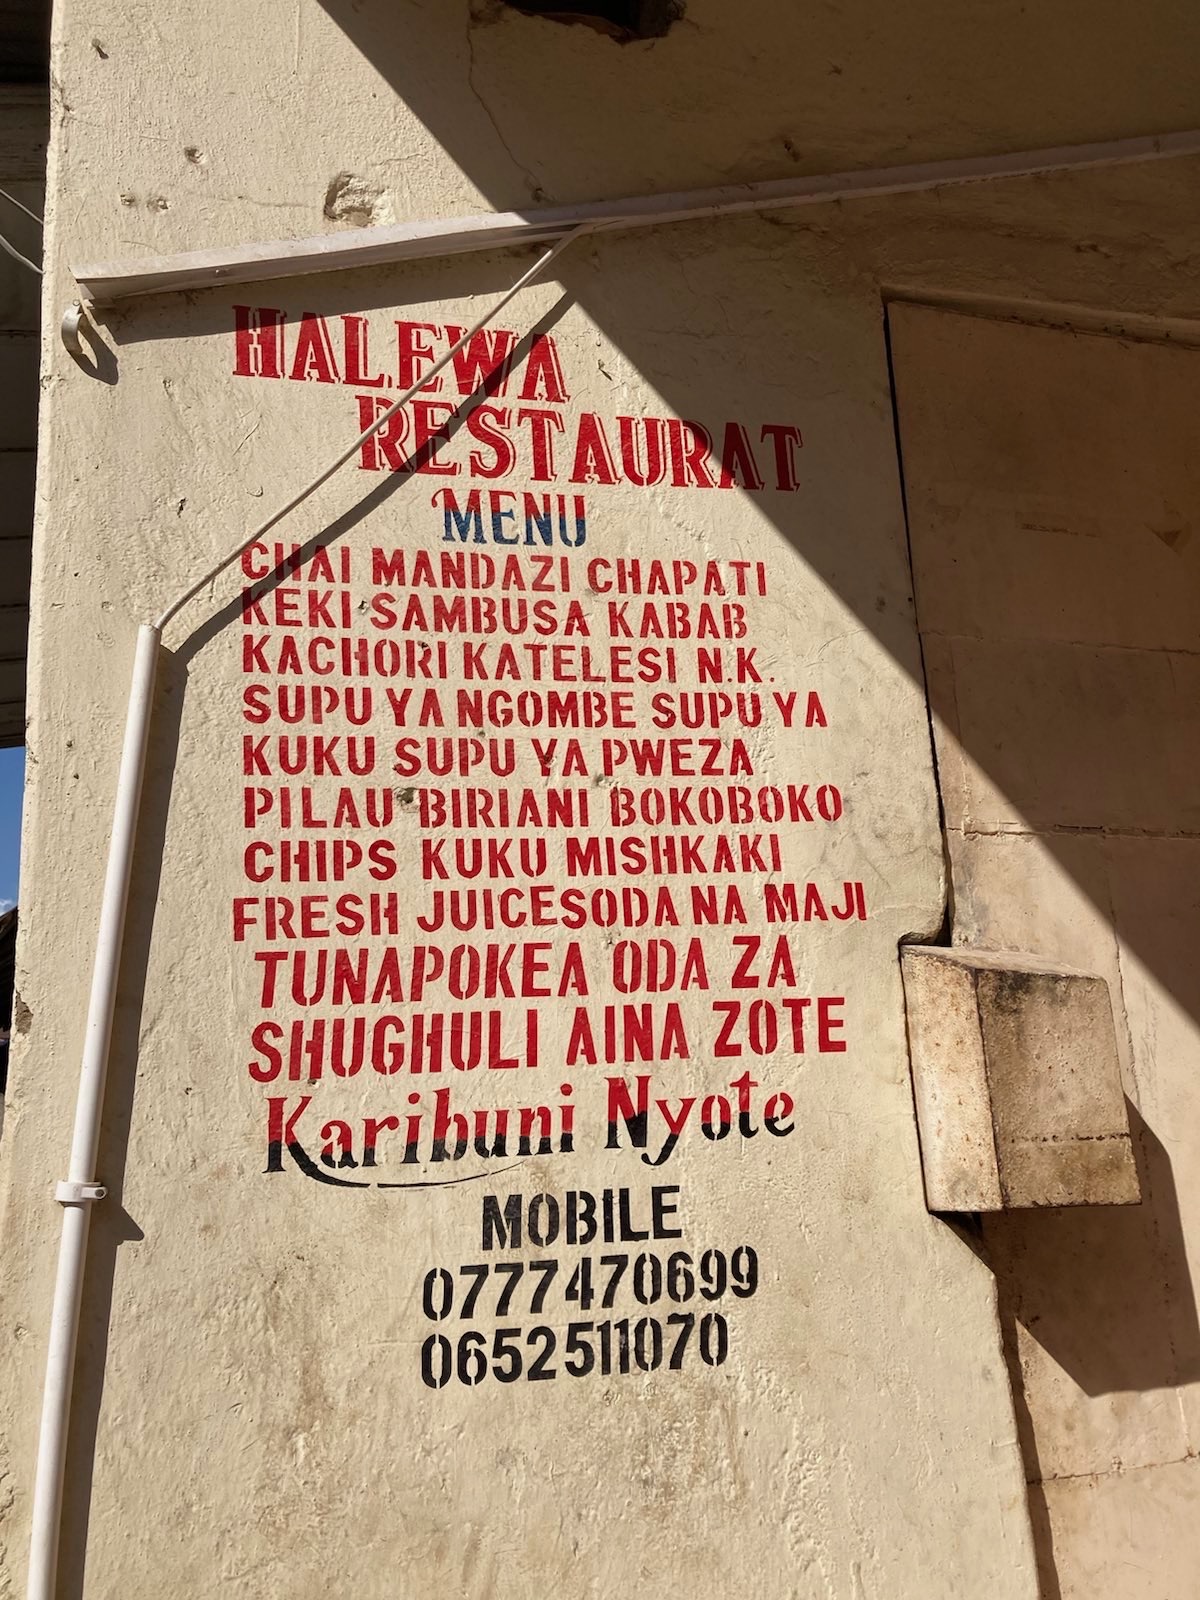 HALEWA
RESTAURAT
MENU
CHAI MANDAZI CHAPATI
KEKI SAMBUSA KABAB
KACHORI KATELESI N.K.
SUPU YA NGOMBE SUPU YA
KUKU SUPU YA PWEZA
PILAU BIRIANI BOKOBOKO
CHIPS KUKU MISHKAKI
FRESH JUICESODA NA MAJI
TUNAPOKEA ODA ZA
SHUGHULI AINA ZOTE
Karibuni Nyote
MOBILE
0777470699
0652511070